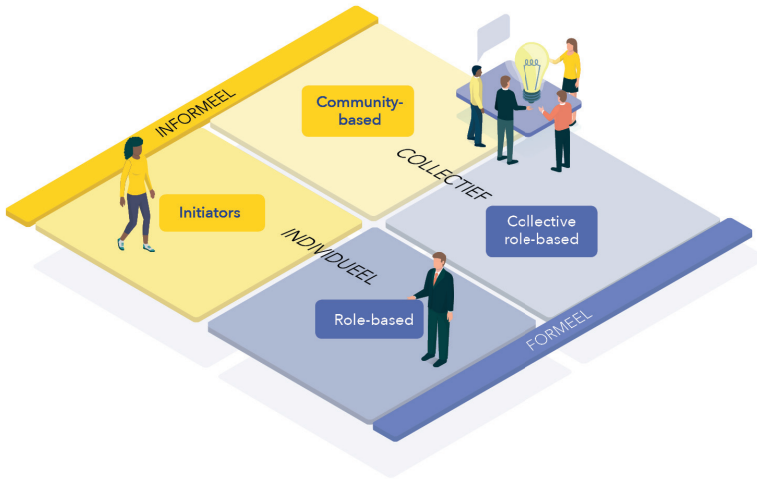 INFORMEEL
Community-
based
COLLECTIEF
Initiators
Collective
role-based
INDIVIDUEEL
Role-based
FORMEEL